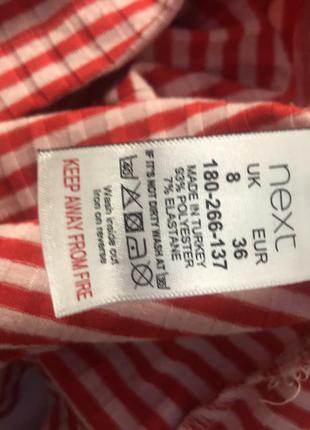 next
UK EUR
8 36
180-266-137
MADE IN TURKEY
93% POLYESTER
7% ELASTANE
IF IT'S NOT DIRTY WASH AT 30°
Wash inside out
Iron on reverse
KEEP AWAY FROM FIRE